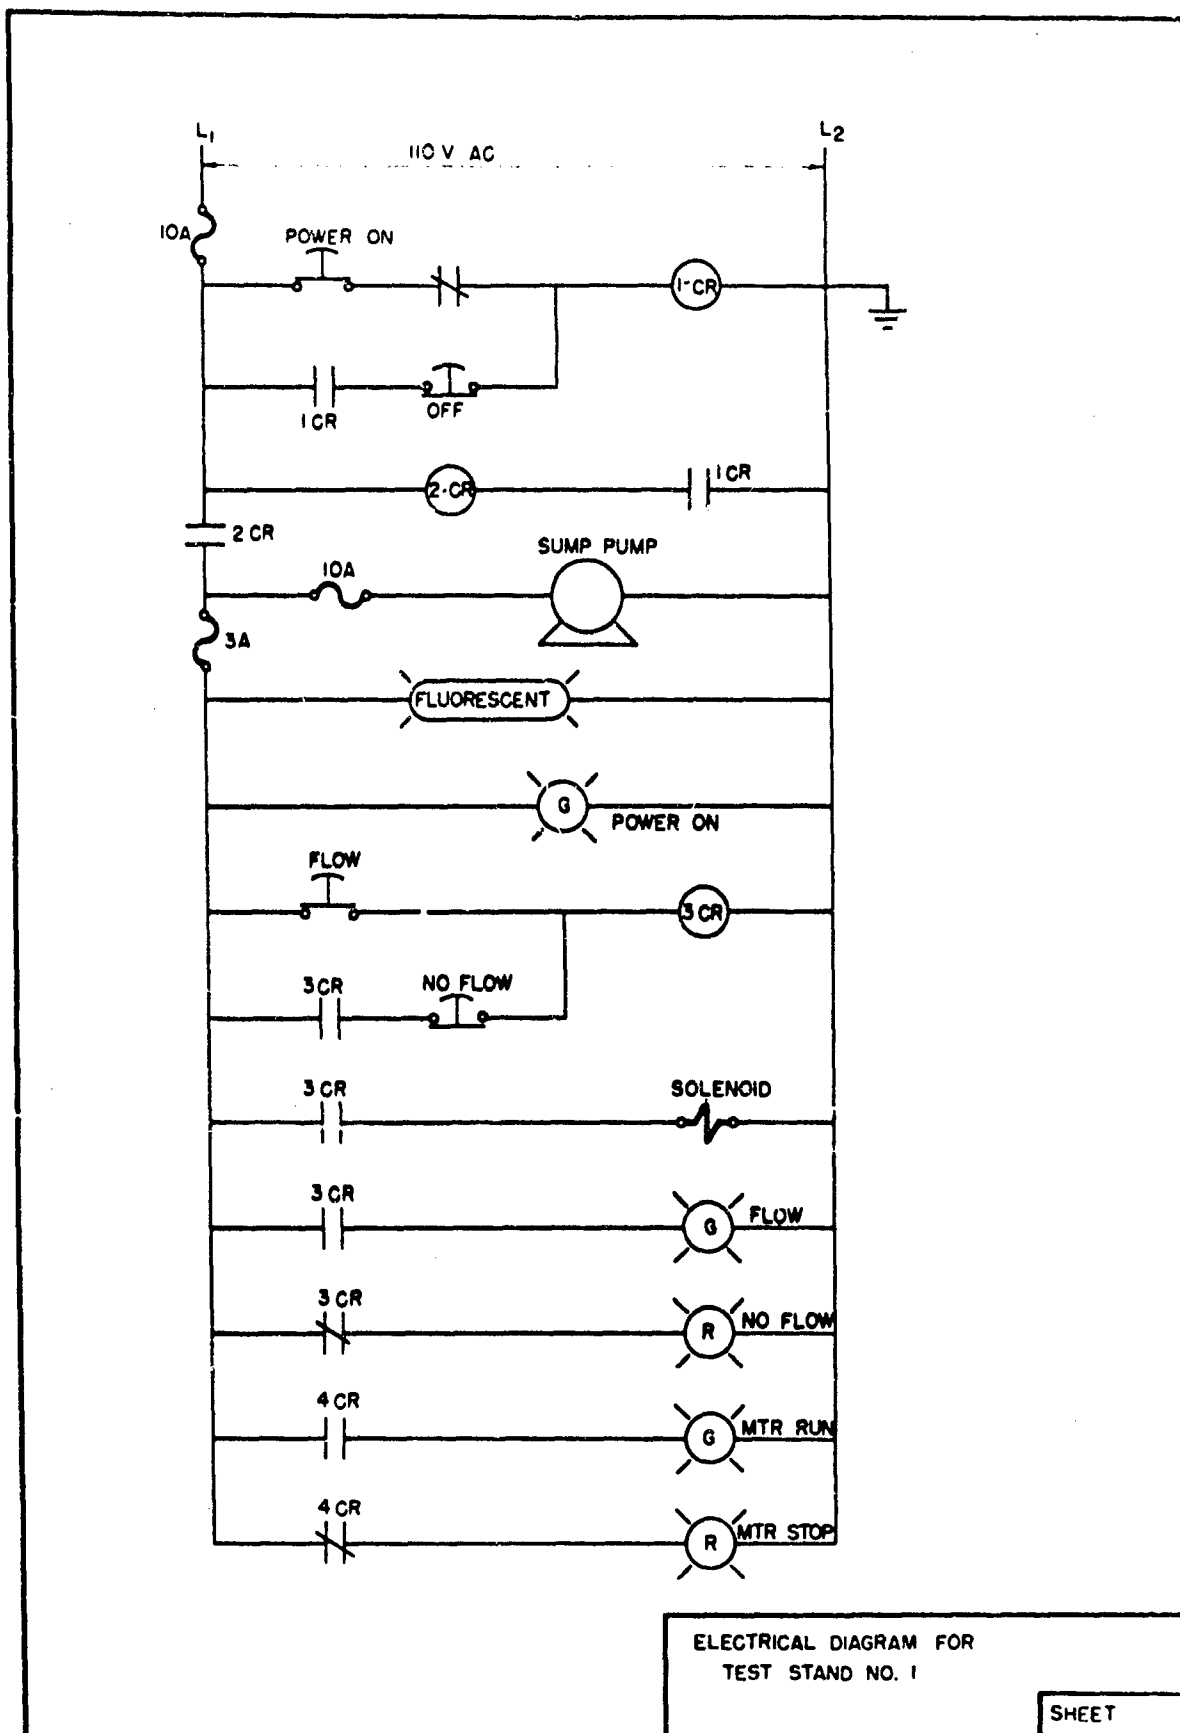 L1
L2
110 V AC
10A
POWER ON
1-CR
1 CR
OFF
2-CR
1 CR
2 CR
SUMP PUMP
10A
3A
FLUORESCENT
G
POWER ON
FLOW
3 CR
3 CR
NO FLOW
3 CR
SOLENOID
3 CR
G
FLOW
3 CR
R
NO FLOW
4 CR
G
MTR RUN
4 CR
R
MTR STOP
ELECTRICAL DIAGRAM FOR
TEST STAND NO. 1
SHEET